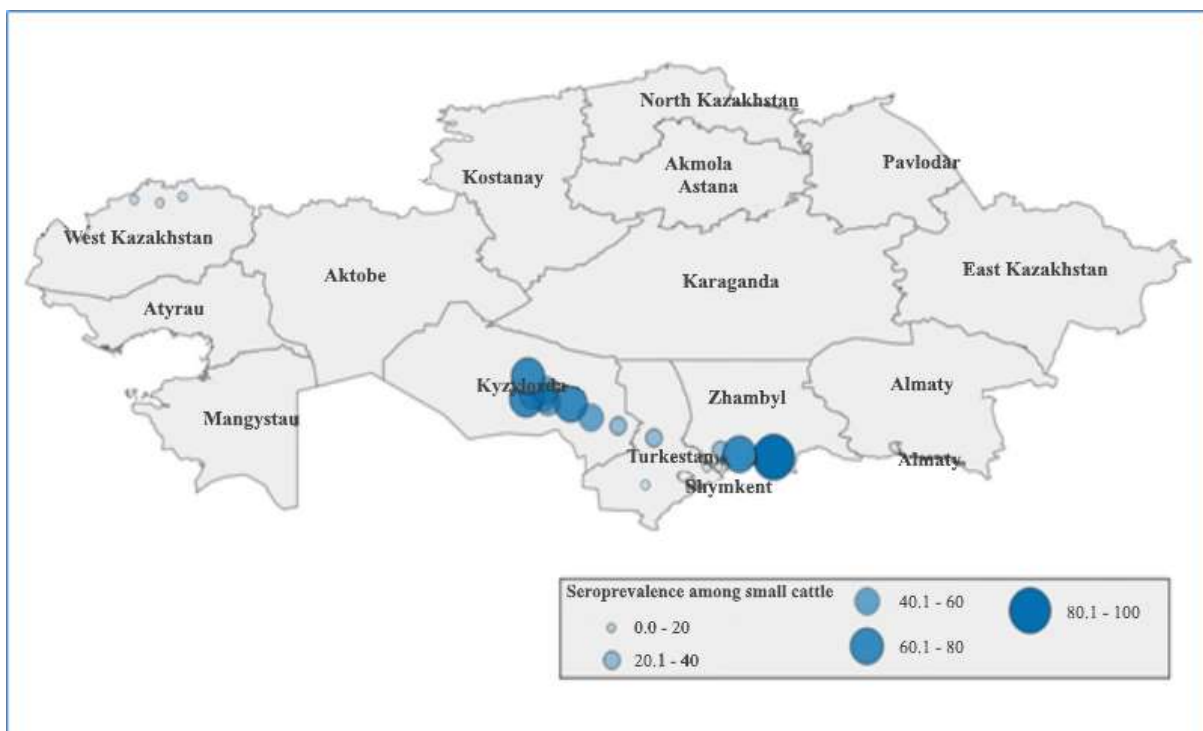 North Kazakhstan
Kostanay
Akmola
Astana
Pavlodar
West Kazakhstan
Aktobe
Karaganda
East Kazakhstan
Atyrau
Kyzylorda
Zhambyl
Almaty
Mangystau
Turkestan
Almaty
Shymkent
Seroprevalence among small cattle
0.0 - 20
20.1 - 40
40.1 - 60
60.1 - 80
80.1 - 100